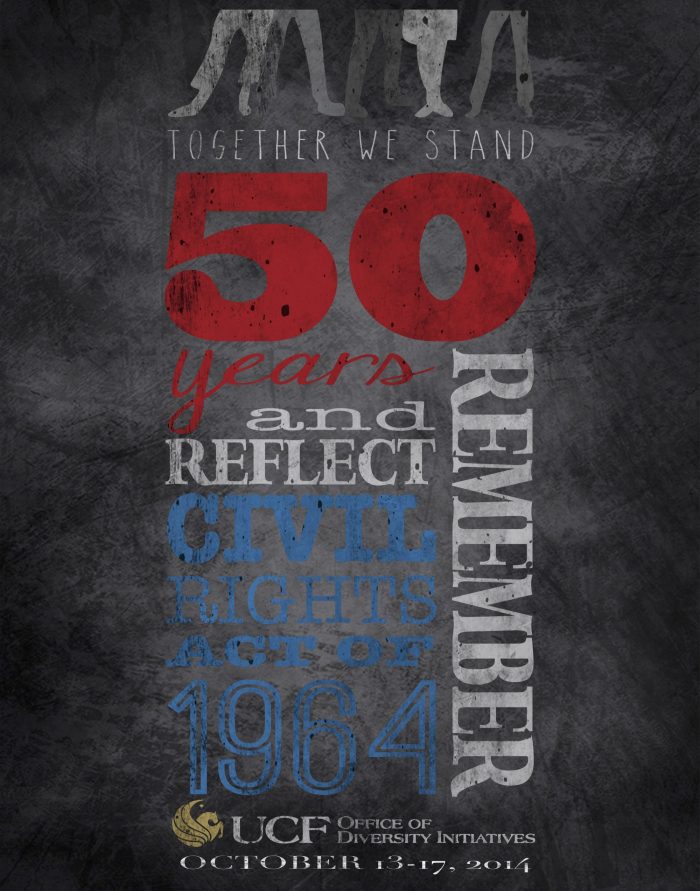 TOGETHER WE STAND
50
years
REMEMBER
and
REFLECT
CIVIL
RIGHTS
ACT OF
1964
UCF OFFICE OF
DIVERSITY INITIATIVES
OCTOBER 13-17, 2014